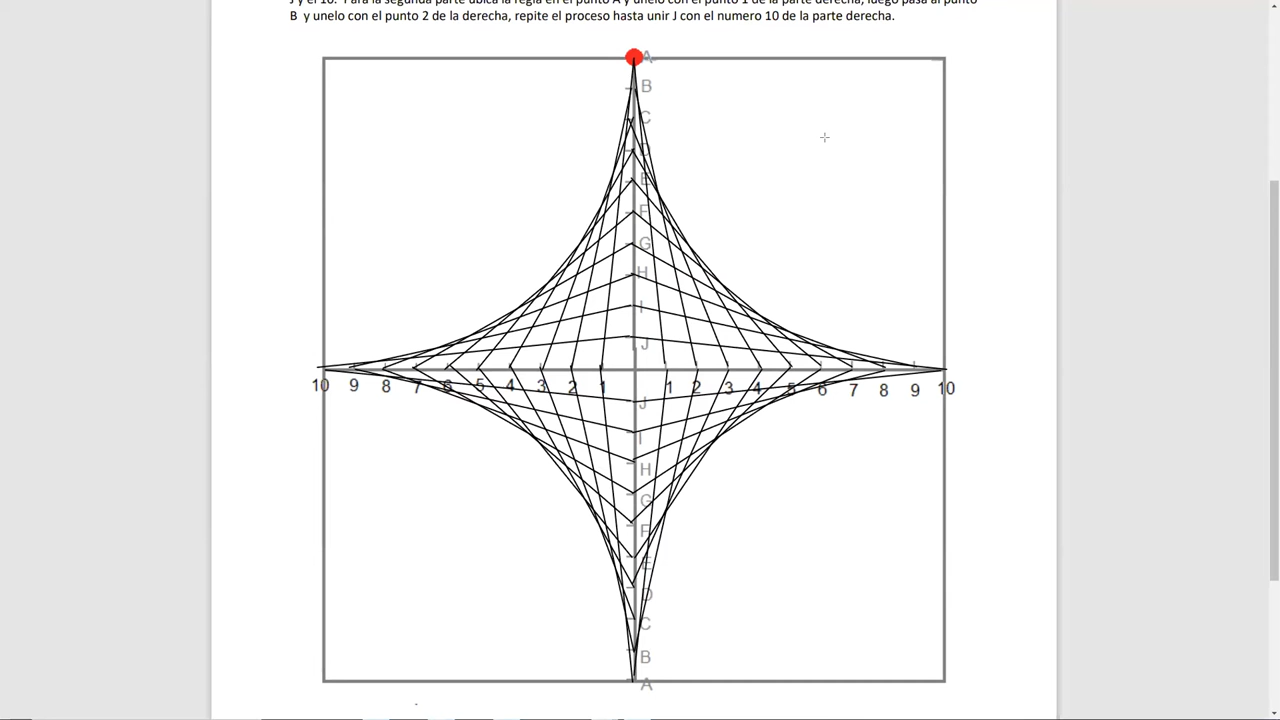 J y el 10. Para la segunda parte ubica la regla en el punto A y unelo con el punto 1 de la parte derecha, luego pasa al punto
B y unelo con el punto 2 de la derecha, repite el proceso hasta unir J con el numero 10 de la parte derecha.
A
B
C
D
E
F
G
H
I
J
10 9 8 7 6 5 4 3 2 1 1 2 3 4 5 6 7 8 9 10
J
I
H
G
F
E
D
C
B
A